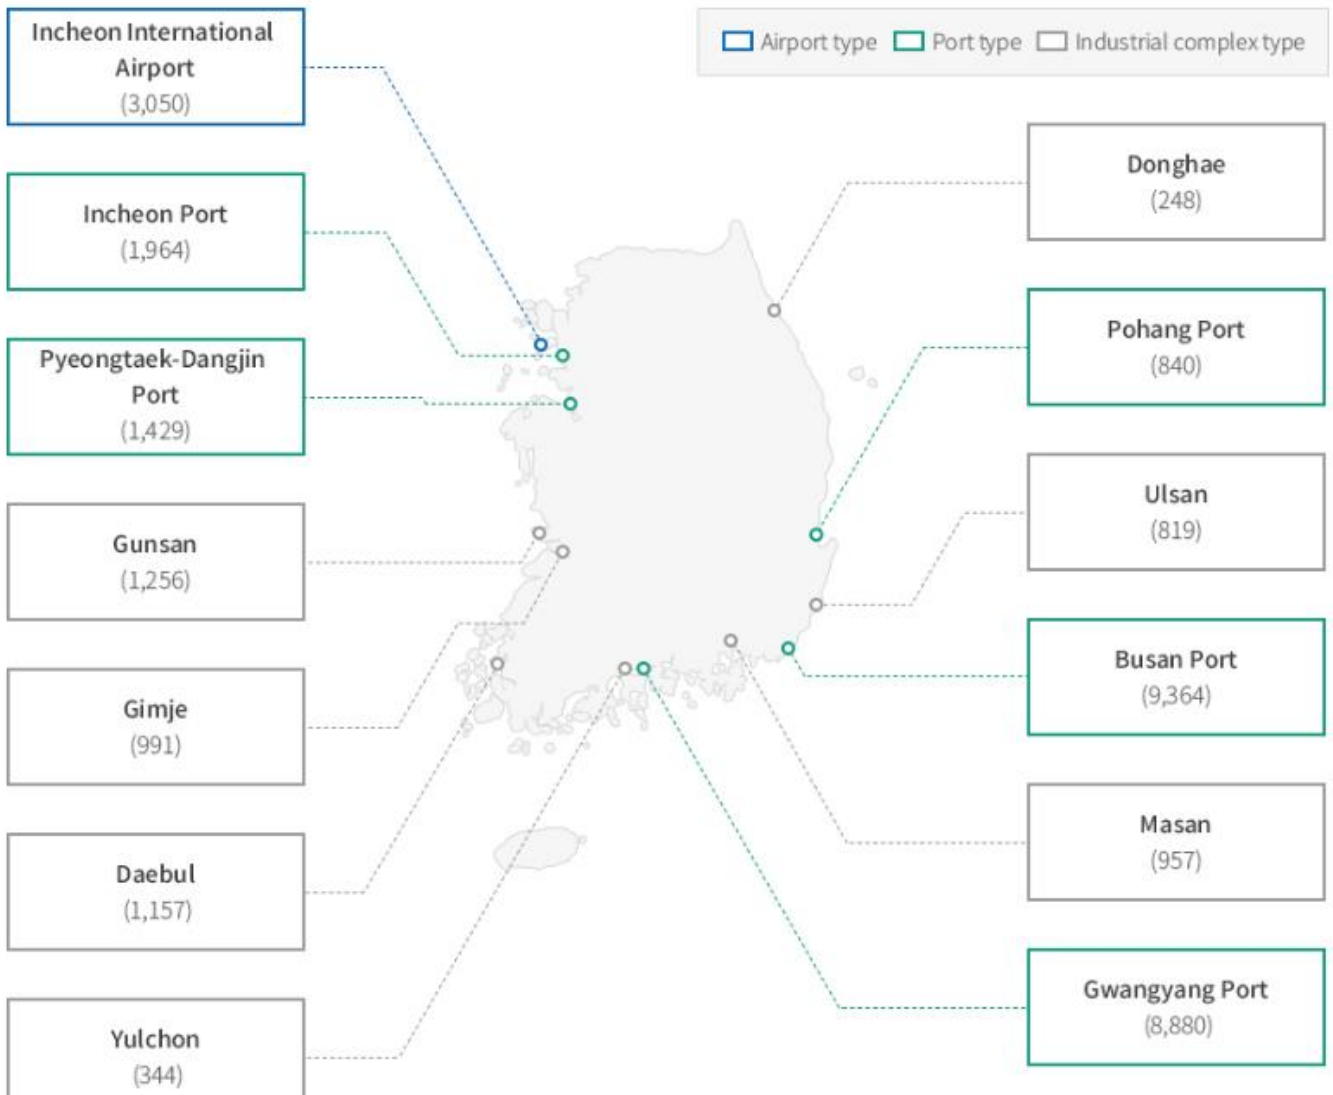 Incheon International
Airport
(3,050)
Airport type
Port type
Industrial complex type
Incheon Port
(1,964)
Pyeongtaek-Dangjin
Port
(1,429)
Gunsan
(1,256)
Gimje
(991)
Daebul
(1,157)
Yulchon
(344)
Donghae
(248)
Pohang Port
(840)
Ulsan
(819)
Busan Port
(9,364)
Masan
(957)
Gwangyang Port
(8,880)